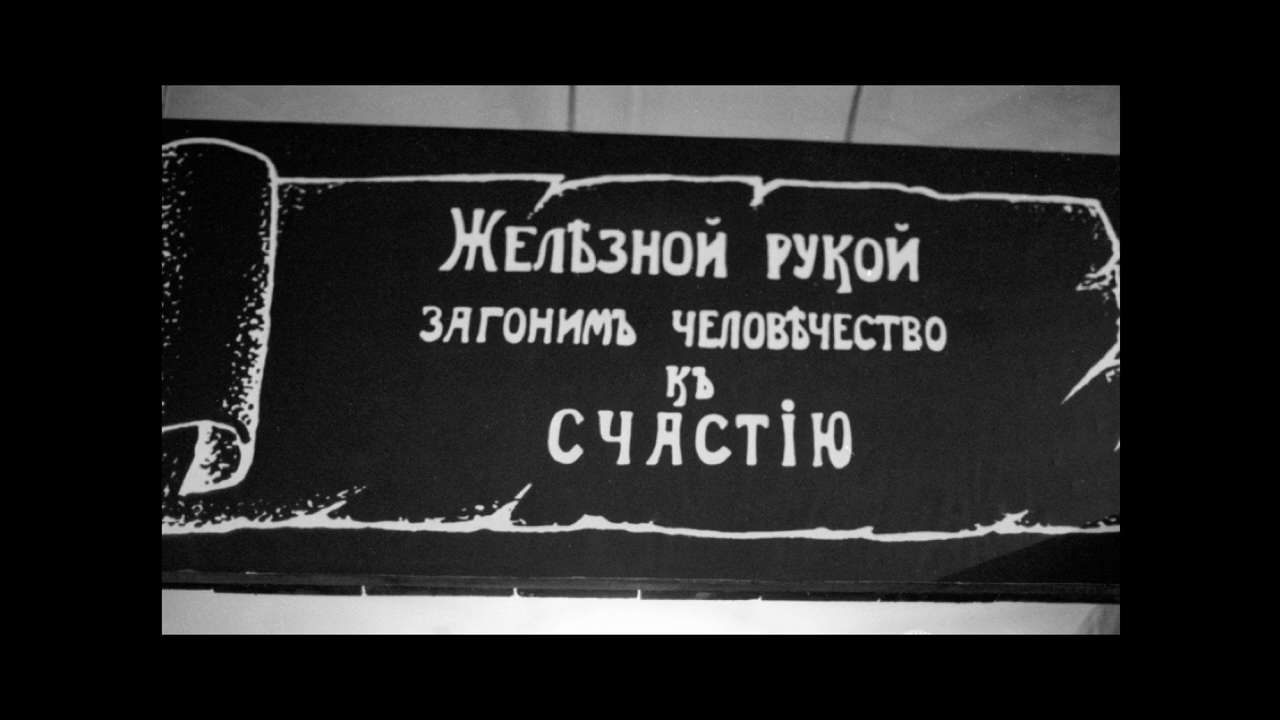 Желѣзной рукой
загонимъ человѣчество
къ
счастію